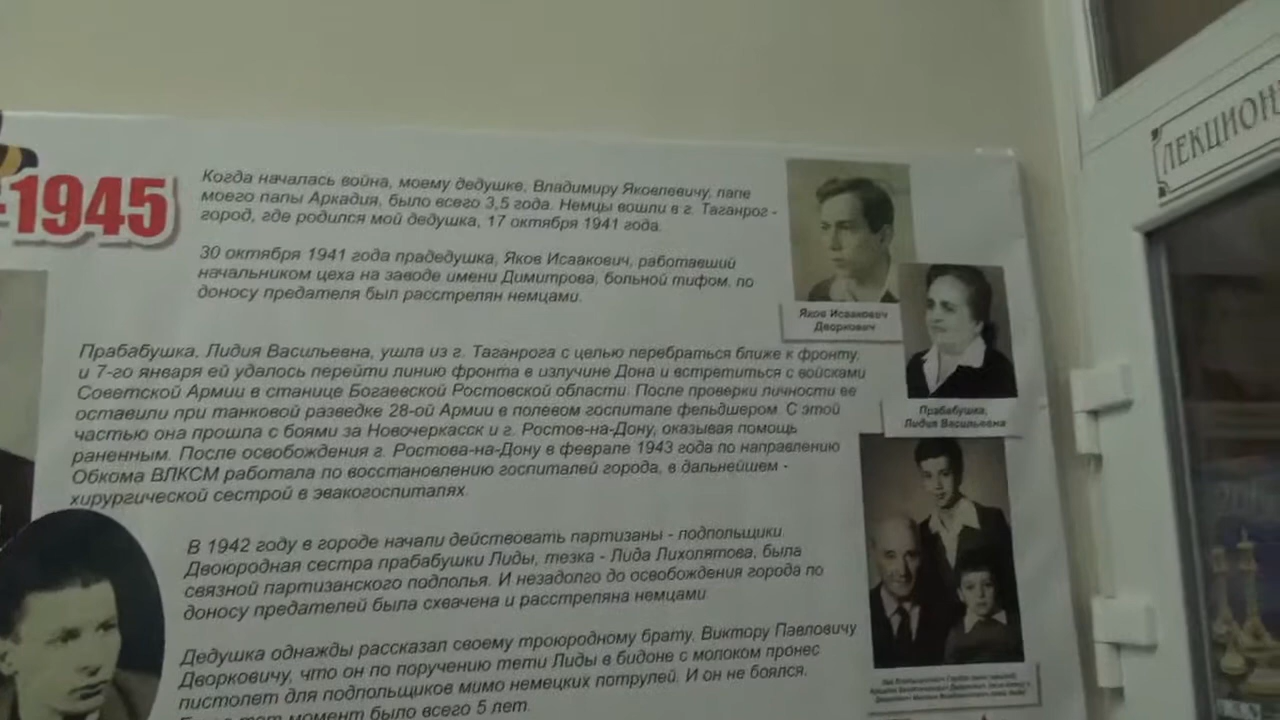 -1945
Когда началась война, моему дедушке, Владимиру Яковлевичу, папе
моего папы Аркадия, было всего 3,5 года. Немцы вошли в г. Таганрог -
город, где родился мой дедушка, 17 октября 1941 года.
30 октября 1941 года прадедушка, Яков Исаакович, работавший
начальником цеха на заводе имени Димитрова, больной тифом, по
доносу предателя был расстрелян немцами.
Яков Исаакович
Дворкович
Прабабушка, Лидия Васильевна, ушла из г. Таганрога с целью перебраться ближе к фронту,
и 7-го января ей удалось перейти линию фронта в излучине Дона и встретиться с войсками
Советской Армии в станице Богаевской Ростовской области. После проверки личности ее
оставили при танковой разведке 28-ой Армии в полевом госпитале фельдшером. С этой
частью она прошла с боями за Новочеркасск и г. Ростов-на-Дону, оказывая помощь
раненным. После освобождения г. Ростова-на-Дону в феврале 1943 года по направлению
Обкома ВЛКСМ работала по восстановлению госпиталей города, в дальнейшем -
хирургической сестрой в эвакогоспиталях.
Прабабушка,
Лидия Васильевна
В 1942 году в городе начали действовать партизаны - подпольщики.
Двоюродная сестра прабабушки Лиды, тезка - Лида Лихолятова, была
связной партизанского подполья. И незадолго до освобождения города по
доносу предателей была схвачена и расстреляна немцами.
Дедушка однажды рассказал своему троюродному брату, Виктору Павловичу
Дворковичу, что он по поручению тети Лиды в бидоне с молоком пронес
пистолет для подпольщиков мимо немецких патрулей. И он не боялся.
момент было всего 5 лет.
ЛЕКЦИОН